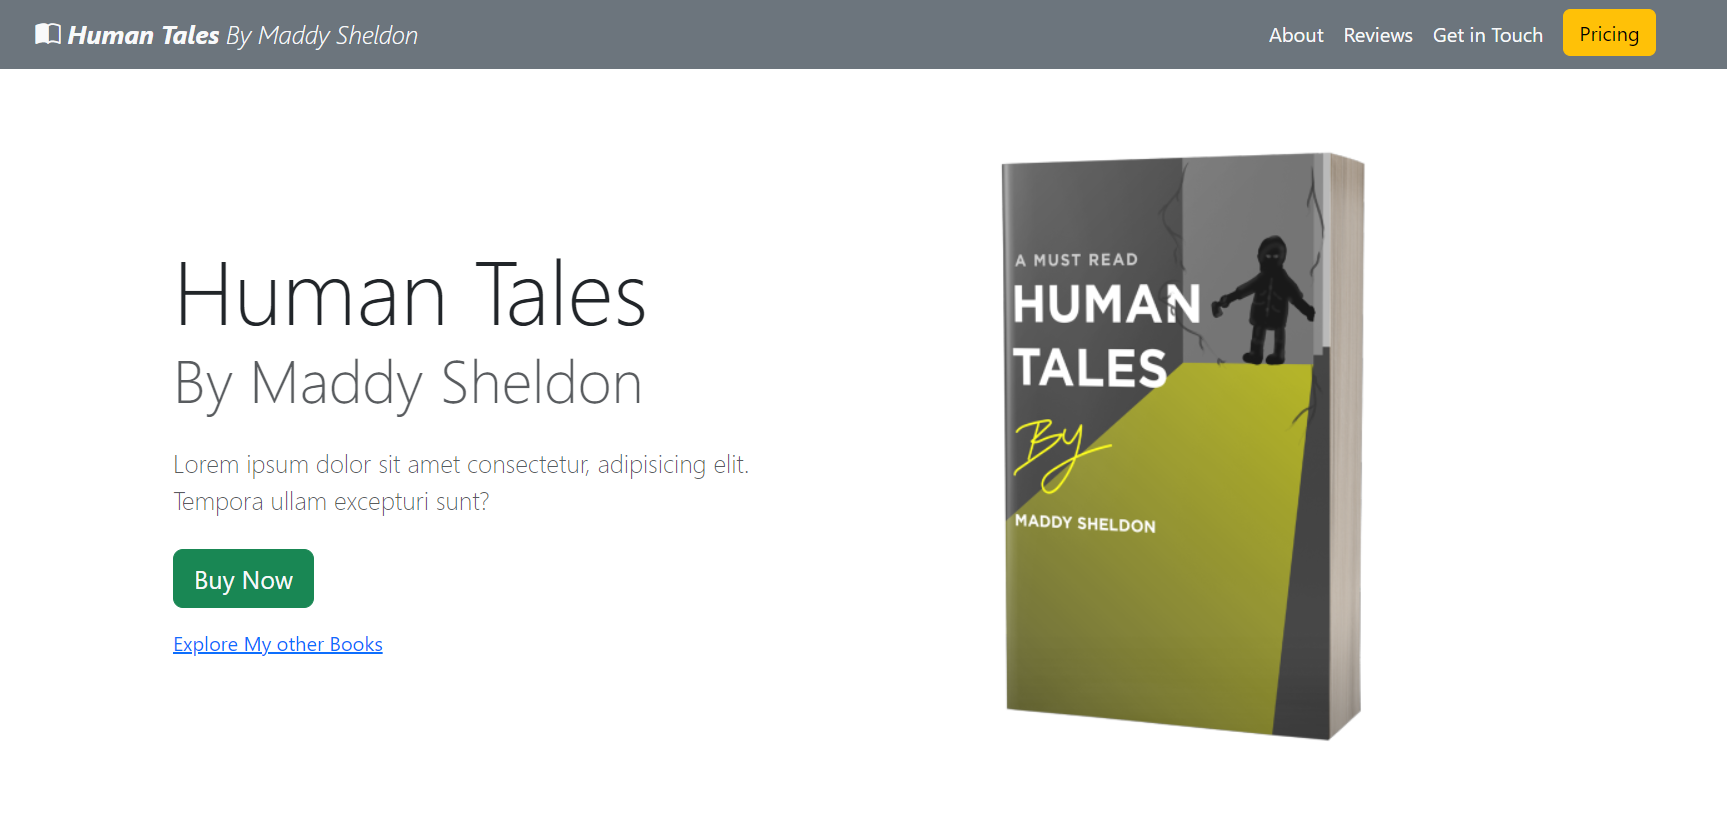 Human Tales By Maddy Sheldon
About
Reviews
Get in Touch
Pricing
Human Tales
By Maddy Sheldon
Lorem ipsum dolor sit amet consectetur, adipisicing elit.
Tempora ullam excepturi sunt?
Buy Now
Explore My other Books
A MUST READ
HUMAN
TALES
By
MADDY SHELDON